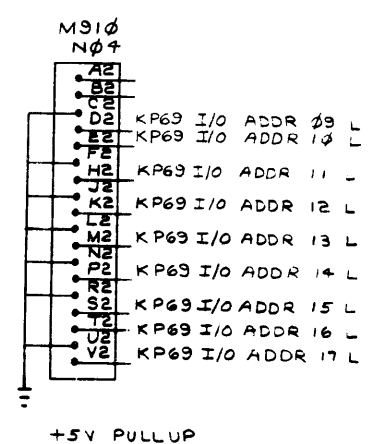 M91Ø
NØ4
A2
B2
C2
D2 KP69 I/O ADDR Ø9 L
E2 KP69 I/O ADDR 1Ø L
F2
H2 KP69 I/O ADDR 11 L
J2
K2 KP69 I/O ADDR 12 L
L2
M2 KP69 I/O ADDR 13 L
N2
P2 KP69 I/O ADDR 14 L
R2
S2 KP69 I/O ADDR 15 L
T2 KP69 I/O ADDR 16 L
U2
V2 KP69 I/O ADDR 17 L
+5V PULLUP